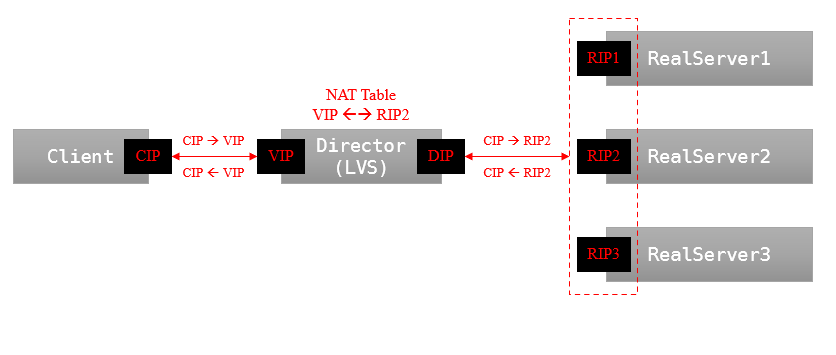 RIP1 RealServer1
NAT Table
VIP ←→ RIP2
Client CIP
CIP → VIP
CIP ← VIP
VIP
Director
(LVS)
DIP
CIP → RIP2
CIP ← RIP2
RIP2 RealServer2
RIP3 RealServer3